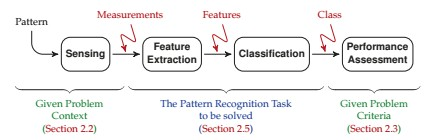 Measurements Features Class
Pattern
Sensing Feature Extraction Classification Performance Assessment
Given Problem Context (Section 2.2)
The Pattern Recognition Task to be solved (Section 2.5)
Given Problem Criteria (Section 2.3)